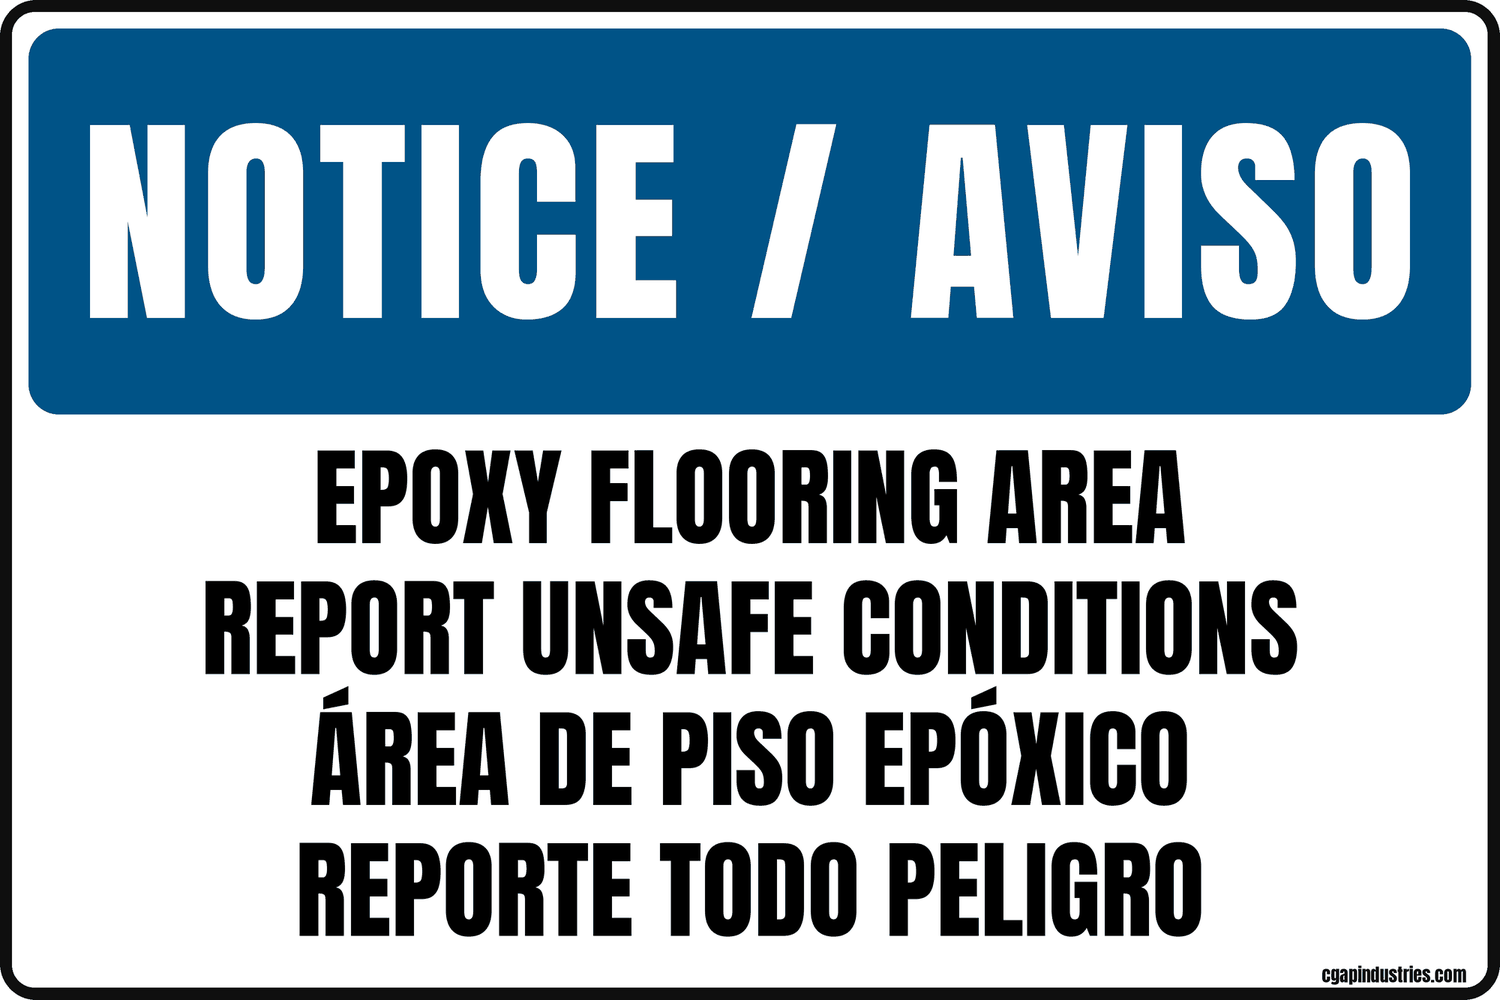 NOTICE / AVISO
EPOXY FLOORING AREA
REPORT UNSAFE CONDITIONS
ÁREA DE PISO EPÓXICO
REPORTE TODO PELIGRO
cgapindustries.com